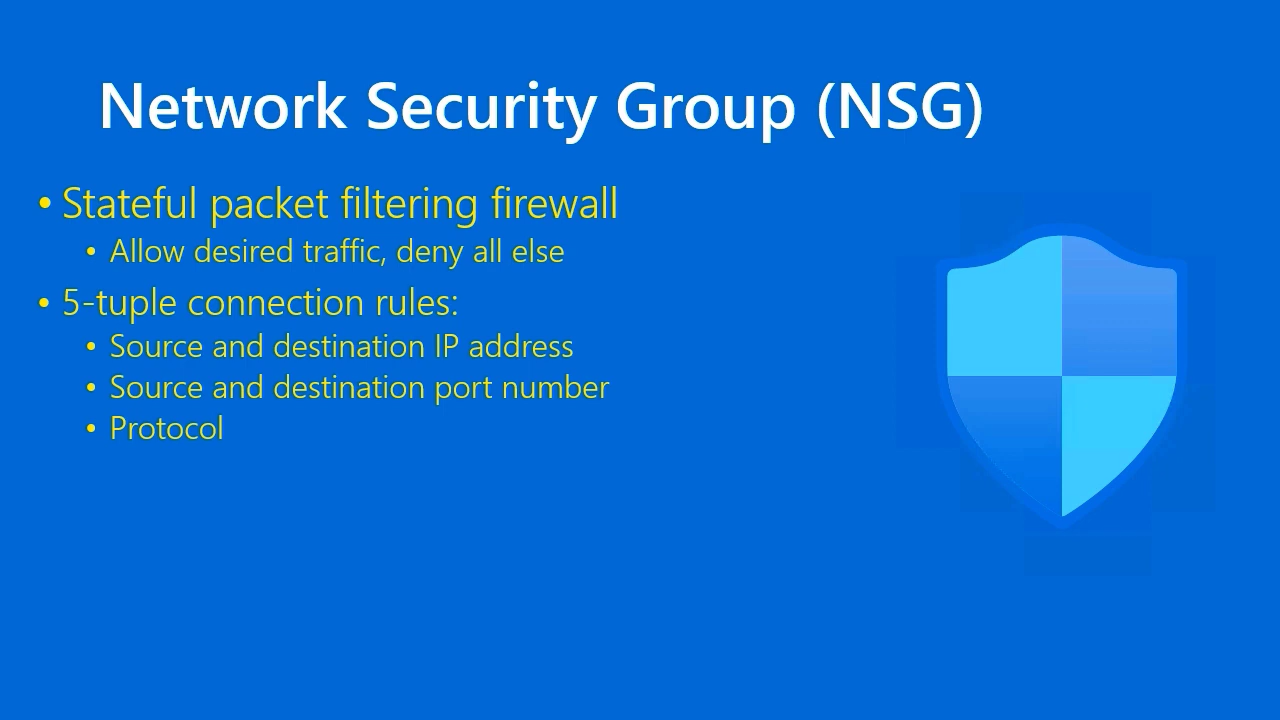 Network Security Group (NSG)
• Stateful packet filtering firewall
• Allow desired traffic, deny all else
• 5-tuple connection rules:
• Source and destination IP address
• Source and destination port number
• Protocol